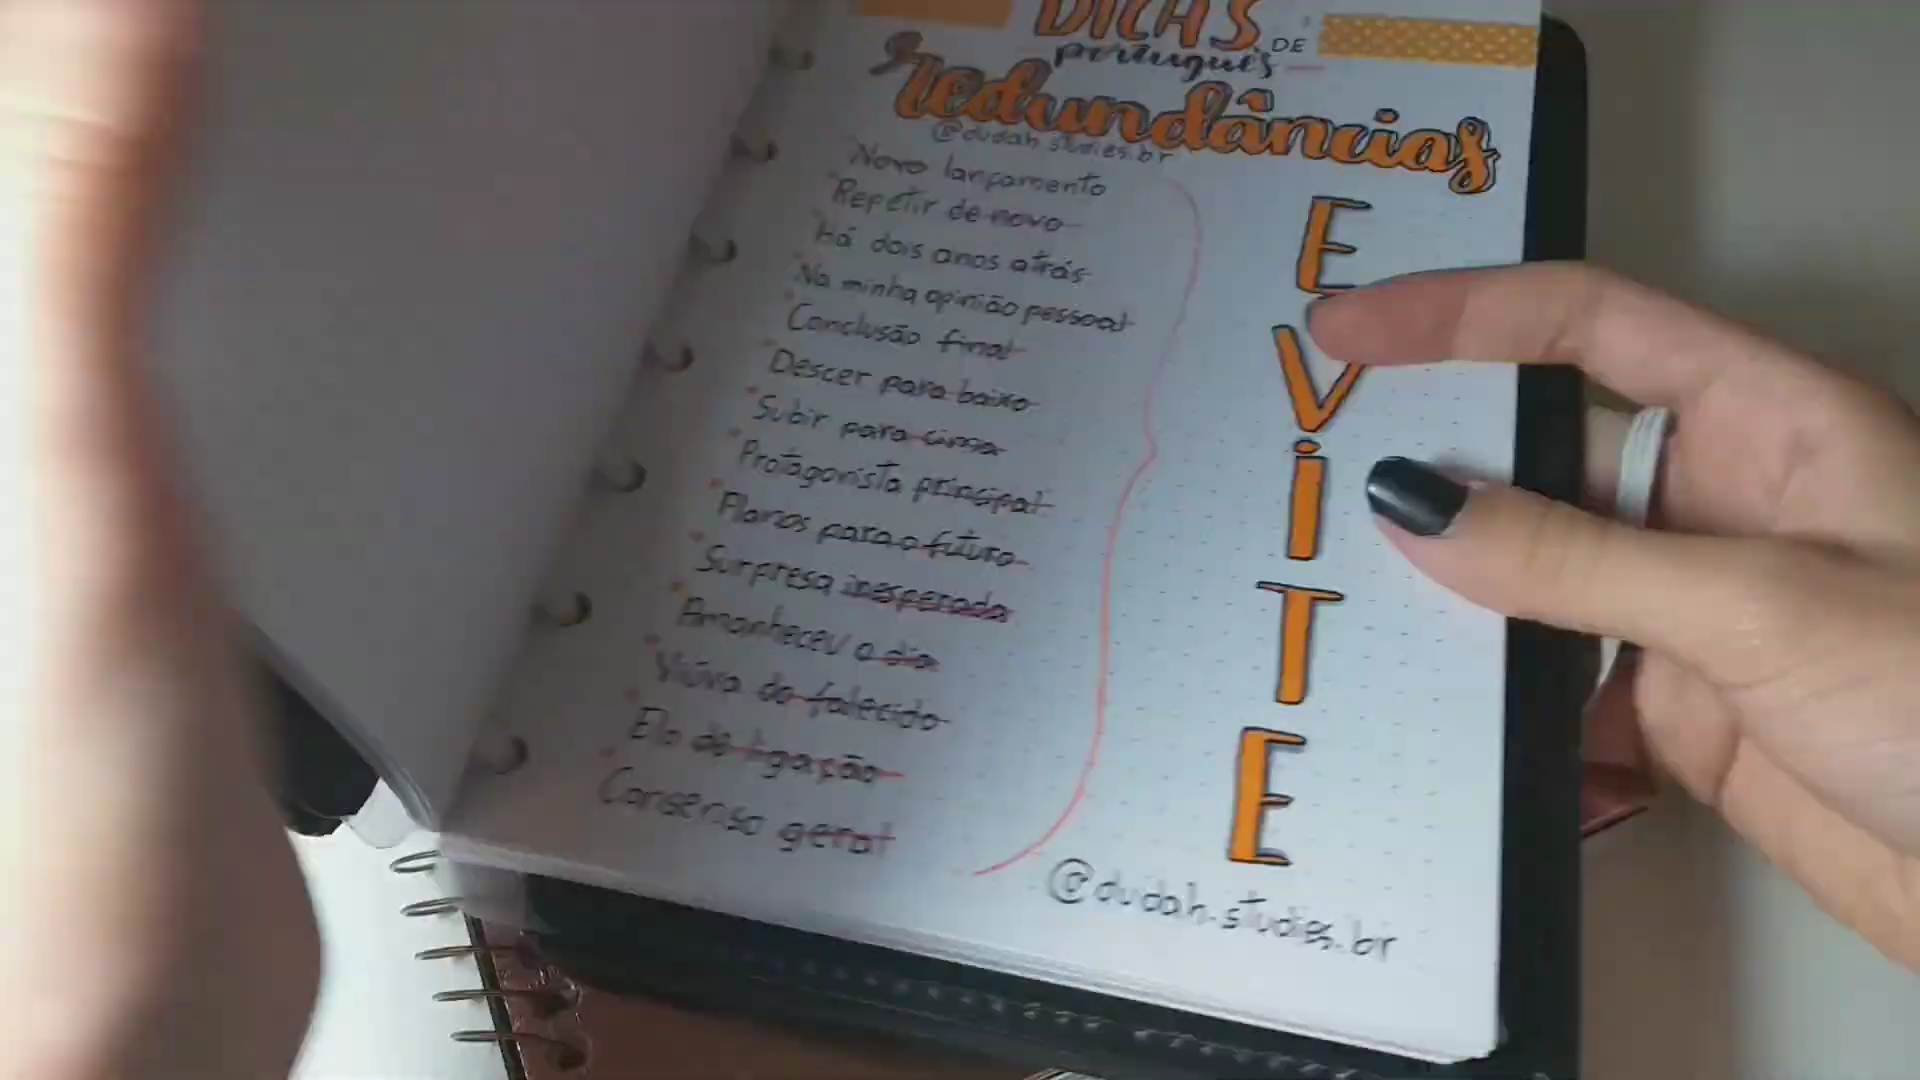 DICAS DE
português
redundâncias
@dudah.studies.br
Novo lançamento
Repetir de novo
Há dois anos atrás
Na minha opinião pessoal
Conclusão final
Descer para baixo
Subir para cima
Protagonista principal
Planos para o futuro
Surpresa inesperada
Amanheceu o dia
Viúva do falecido
Elo de ligação
Consenso geral
EViTE
@dudah.studies.br